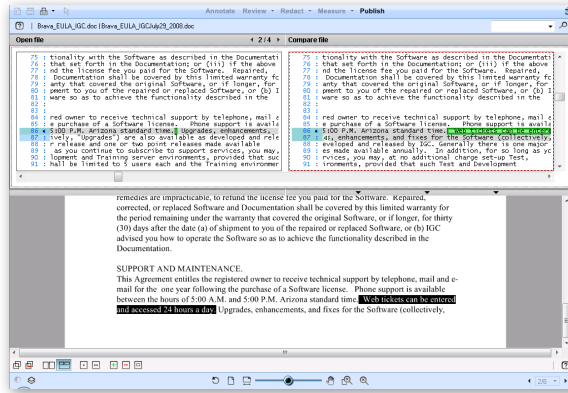 Annotate Review Redact Measure Publish
Brava_EULA_IGC.doc | Brava_EULA_IGCJuly29_2008.doc
Open file
2/4
Compare file
75 : tionality with the Software as described in the Documentati
76 : that set forth in the Documentation; or (iii) if the above
77 : nd the license fee you paid for the Software. Repaired,
78 : Documentation shall be covered by this limited warranty fc
79 : anty that covered the original Software, or if longer, for
80 : pment to you of the repaired or replaced Software, or (b) I
81 : ware so as to achieve the functionality described in the
82 :
83 :
84 : red owner to receive technical support by telephone, mail
85 : e purchase of a Software license. Phone support is availa
86 5:00 P.M. Arizona standard time. Upgrades, enhancements,
87 : ively, "Upgrades") are also available as developed and rele
88 : r release and one or two point releases made available
89 : as you continue to subscribe to support services, you may,
90 : lopment and Training server environments, provided that suc
91 : hall be limited to 5 users each and the Training environmer
75 : tionality with the Software as described in the Documentati
76 : that set forth in the Documentation; or (iii) if the above
77 : nd the license fee you paid for the Software. Repaired,
78 : Documentation shall be covered by this limited warranty fc
79 : anty that covered the original Software, or if longer, for
80 : pment to you of the repaired or replaced Software, or (b) I
81 : ware so as to achieve the functionality described in the
82 :
83 :
84 : red owner to receive technical support by telephone, mail
85 : e purchase of a Software license. Phone support is availa
86 5:00 P.M. Arizona standard time. Web tickets can be enter
87 : enhancements, and fixes for the Software (collectively,
88 : eveloped and released by IGC. Generally there is one major
89 : es made available annually. In addition, for so long as yc
90 : rvices, you may, at no additional charge set-up Test,
91 : ironments, provided that such Test and Development
remedies are impracticable, to refund the license fee you paid for the Software. Repaired,
corrected, or replaced Software and Documentation shall be covered by this limited warranty for
the period remaining under the warranty that covered the original Software, or if longer, for thirty
(30) days after the date (a) of shipment to you of the repaired or replaced Software, or (b) IGC
advised you how to operate the Software so as to achieve the functionality described in the
Documentation.
SUPPORT AND MAINTENANCE.
This Agreement entitles the registered owner to receive technical support by telephone, mail and e-
mail for the one year following the purchase of a Software license. Phone support is available
between the hours of 5:00 A.M. and 5:00 P.M. Arizona standard time. Web tickets can be entered
and accessed 24 hours a day. Upgrades, enhancements, and fixes for the Software (collectively,
2/6